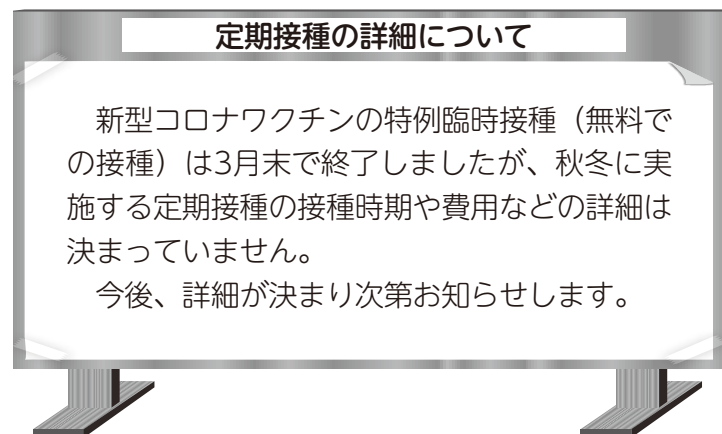 定期接種の詳細について
　新型コロナワクチンの特例臨時接種（無料で
の接種）は3月末で終了しましたが、秋冬に実
施する定期接種の接種時期や費用などの詳細は
決まっていません。
　今後、詳細が決まり次第お知らせします。